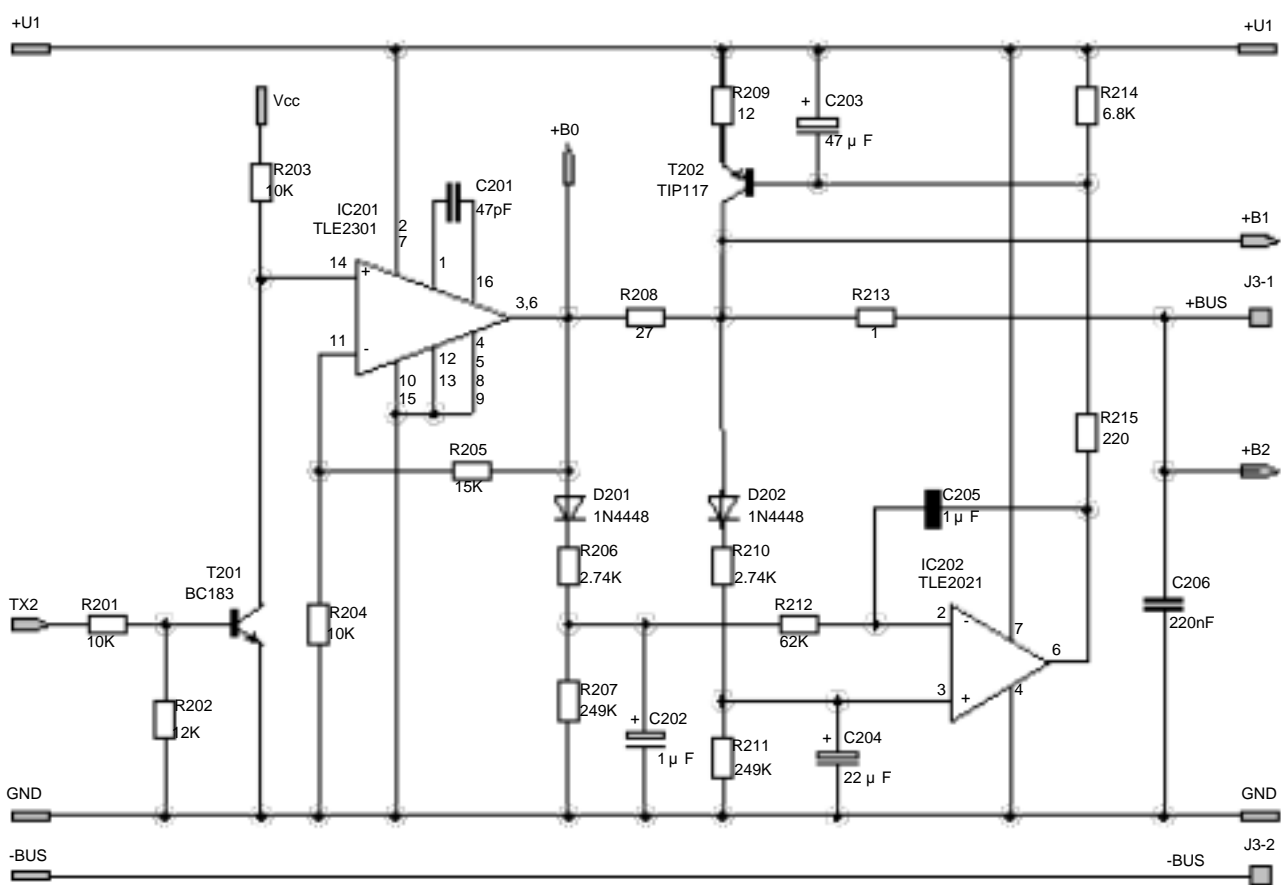 +U1
+U1
Vcc
R209
12
+
C203
47 µ F
R214
6.8K
+B0
R203
10K
T202
TIP117
C201
47pF
IC201
TLE2301
2
7
+B1
14
+
1
16
3,6
R208
27
R213
1
+BUS
J3-1
11
-
12
13
4
5
8
9
10
15
R215
220
R205
15K
+B2
D201
1N4448
D202
1N4448
C205
1 µ F
R206
2.74K
R210
2.74K
IC202
TLE2021
T201
BC183
C206
220nF
TX2
R201
10K
R204
10K
R212
62K
2
-
7
6
R202
12K
R207
249K
3
+
4
+
C202
1 µ F
R211
249K
+
C204
22 µ F
GND
GND
-BUS
-BUS
J3-2